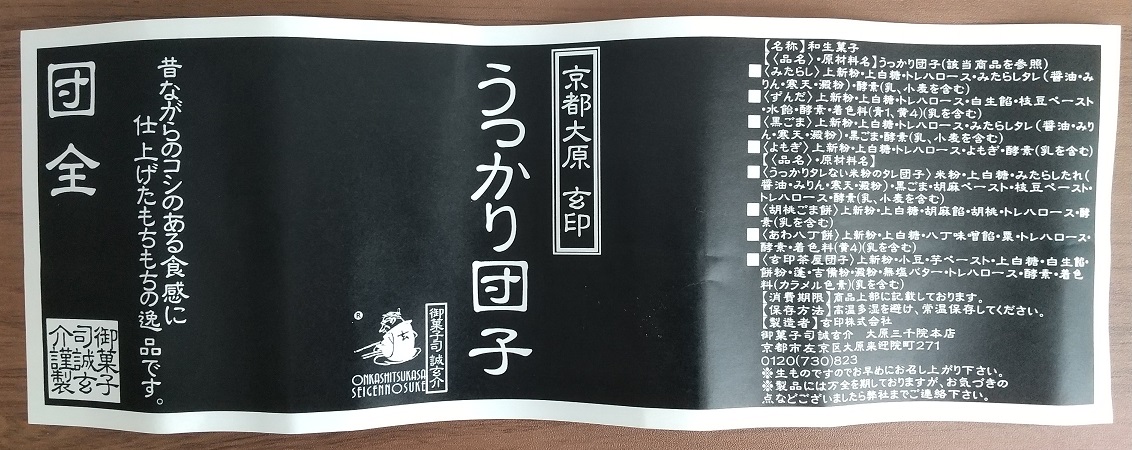 【名称】和生菓子
【〈品名〉・原材料名】うっかり団子(該当商品を参照)
■〈みたらし〉上新粉・上白糖・トレハロース・みたらしタレ(醤油・み
りん・寒天・澱粉)・酵素(乳、小麦を含む)
■〈ずんだ〉上新粉・上白糖・トレハロース・白生餡・枝豆ペースト
・水飴・酵素・着色料(青1、黄4)(乳を含む)
■〈黒ごま〉上新粉・上白糖・トレハロース・みたらしタレ(醤油・みり
ん・寒天・澱粉)・黒ごま・酵素(乳、小麦を含む)
■〈よもぎ〉上新粉・上白糖・トレハロース・よもぎ・酵素(乳を含む)
【〈品名〉・原材料名】
■〈うっかりタレない米粉のタレ団子〉米粉・上白糖・みたらしたれ(
醤油・みりん・寒天・澱粉)・黒ごま・胡麻ペースト・枝豆ペースト・
トレハロース・酵素(乳、小麦を含む)
■〈胡桃ごま餅〉上新粉・上白糖・胡麻餡・胡桃・トレハロース・酵
素(乳を含む)
■〈あわ八丁餅〉上新粉・上白糖・八丁味噌餡・粟・トレハロース・
酵素・着色料(黄4)(乳を含む)
■〈玄印茶屋団子〉上新粉・小豆・芋ペースト・上白糖・白生餡・
餅粉・蓬・吉備粉・澱粉・無塩バター・トレハロース・酵素・着色
料(カラメル色素)(乳を含む)
【消費期限】商品上部に記載しております。
【保存方法】高温多湿を避け、常温保存してください。
【製造者】玄印株式会社
御菓子司誠玄介 大原三千院本店
京都市左京区大原来迎院町271
0120(730)823
※生ものですのでお早めにお召し上がり下さい。
※製品には万全を期しておりますが、お気づきの
点などございましたら弊社までご連絡下さい。
京都大原 玄印
うっかり団子
御菓子司 誠玄介
®
ONKASHITSUKASA
SEIGENNOSUKE
昔ながらのコシのある食感に
仕上げたもちもちの逸品です。
団全
御菓子
司誠玄
介謹製